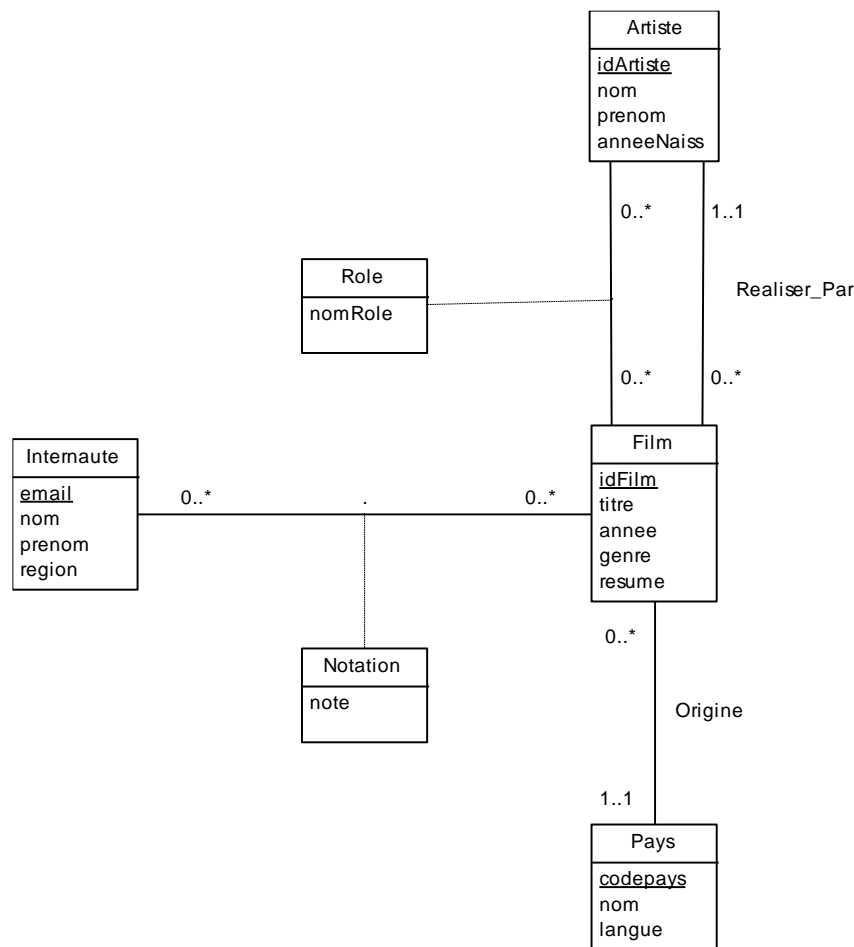 Artiste
idArtiste
nom
prenom
anneeNaiss
0..*
1..1
Role
nomRole
Realiser_Par
0..*
0..*
Internaute
email
nom
prenom
region
0..*
.
0..*
Film
idFilm
titre
annee
genre
resume
0..*
Notation
note
Origine
1..1
Pays
codepays
nom
langue